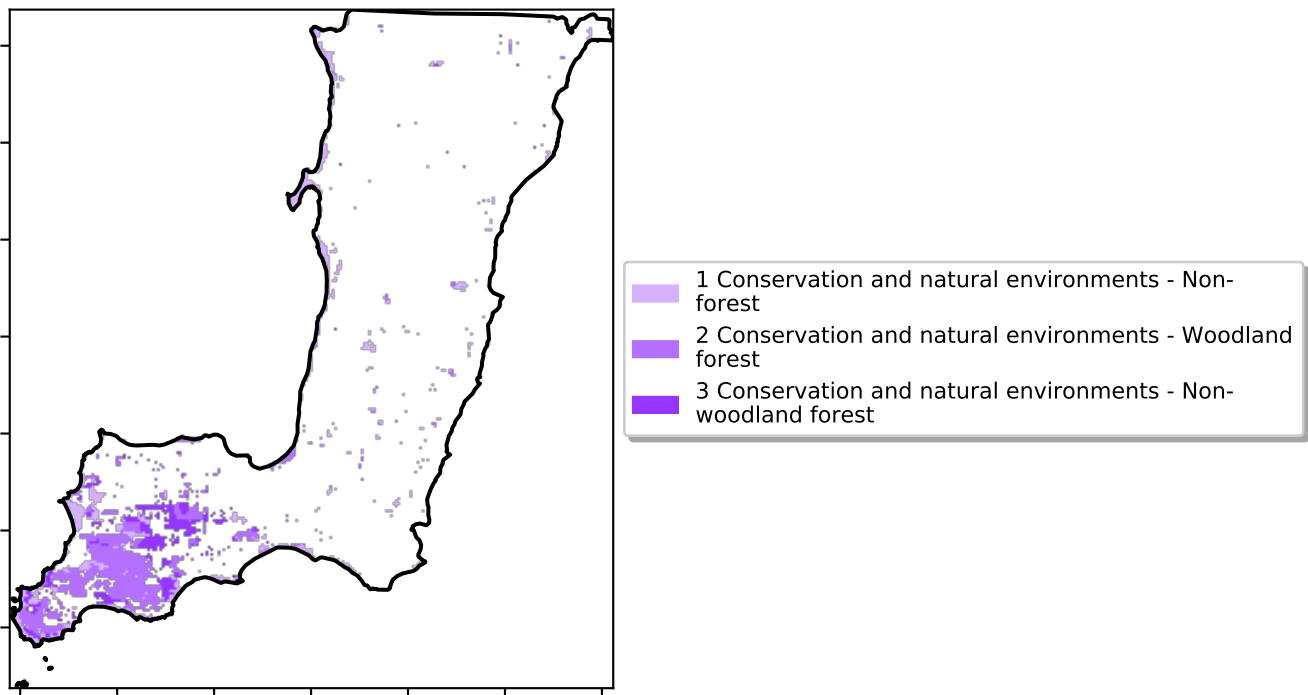 1 Conservation and natural environments - Non-
forest
2 Conservation and natural environments - Woodland
forest
3 Conservation and natural environments - Non-
woodland forest